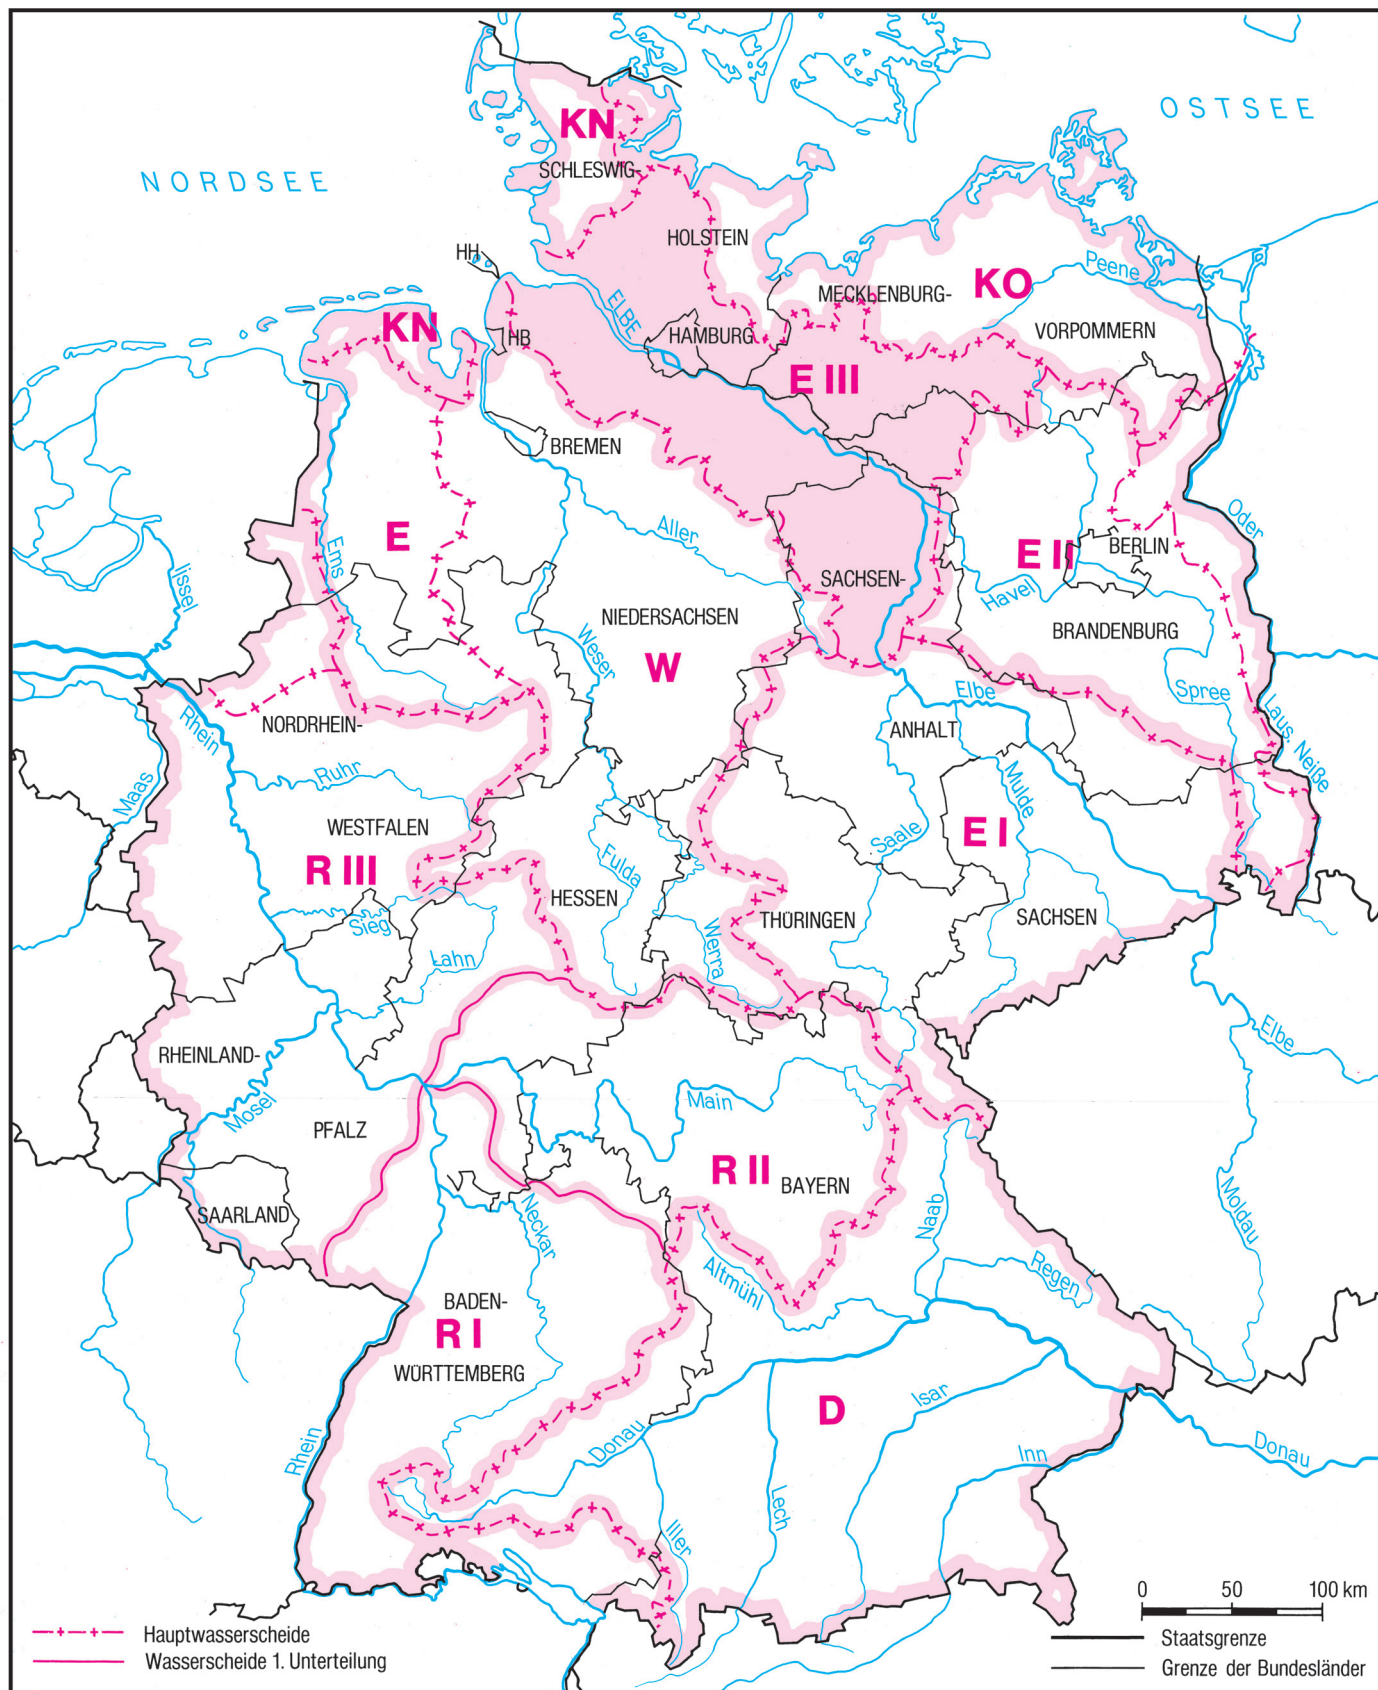 OSTSEE
NORDSEE
KN
SCHLESWIG-
HOLSTEIN
HH
ELBE
Peene
KO
MECKLENBURG-
VORPOMMERN
KN
HB
HAMBURG
E III
BREMEN
Aller
Oder
E
Ems
E II
BERLIN
Ijssel
SACHSEN-
Havel
NIEDERSACHSEN
BRANDENBURG
Weser
W
Elbe
Spree
Rhein
NORDRHEIN-
ANHALT
Laus. Neiße
Maas
Ruhr
Mulde
WESTFALEN
Saale
E I
R III
Fulda
HESSEN
THÜRINGEN
SACHSEN
Sieg
Lahn
Werra
Elbe
RHEINLAND-
Mosel
Main
PFALZ
R II
BAYERN
SAARLAND
Neckar
Naab
Moldau
Altmühl
Regen
BADEN-
R I
WÜRTTEMBERG
D
Isar
Rhein
Donau
Inn
Donau
Lech
Iller
0 50 100 km
Hauptwasserscheide
Wasserscheide 1. Unterteilung
Staatsgrenze
Grenze der Bundesländer